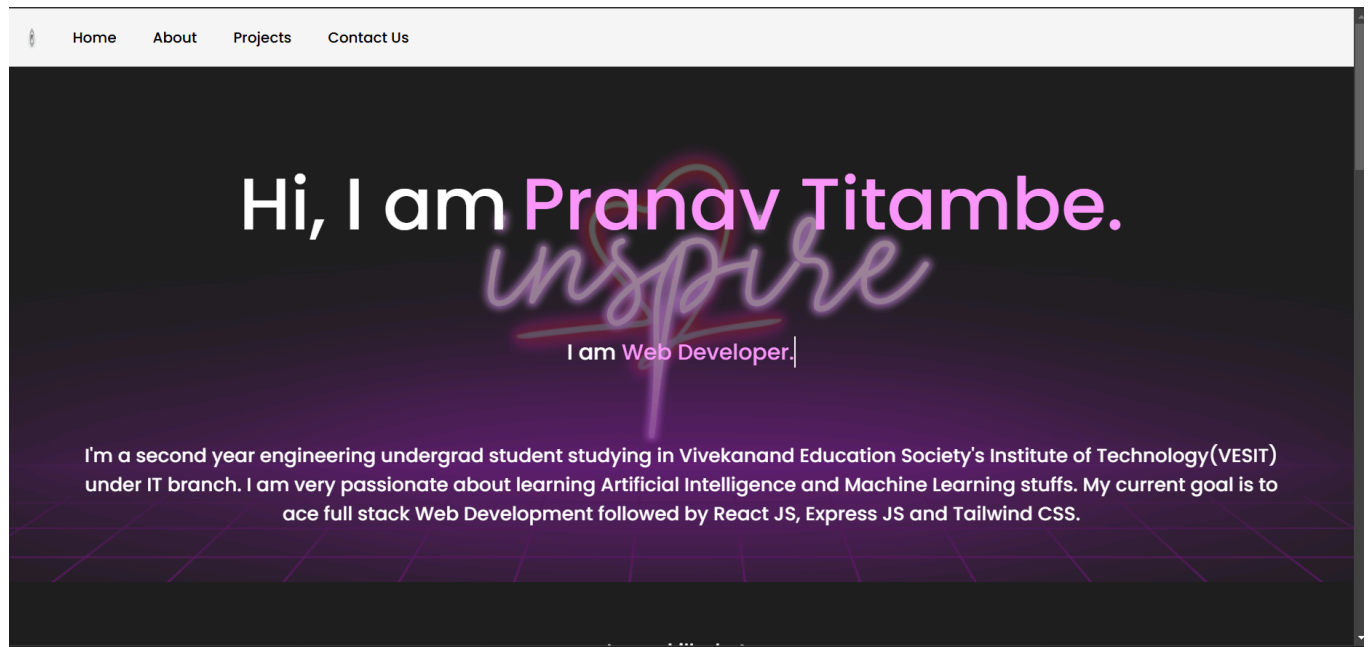 Home About Projects Contact Us
Hi, I am Pranav Titambe.
inspire
I am Web Developer.
I'm a second year engineering undergrad student studying in Vivekanand Education Society's Institute of Technology(VESIT)
under IT branch. I am very passionate about learning Artificial Intelligence and Machine Learning stuffs. My current goal is to
ace full stack Web Development followed by React JS, Express JS and Tailwind CSS.